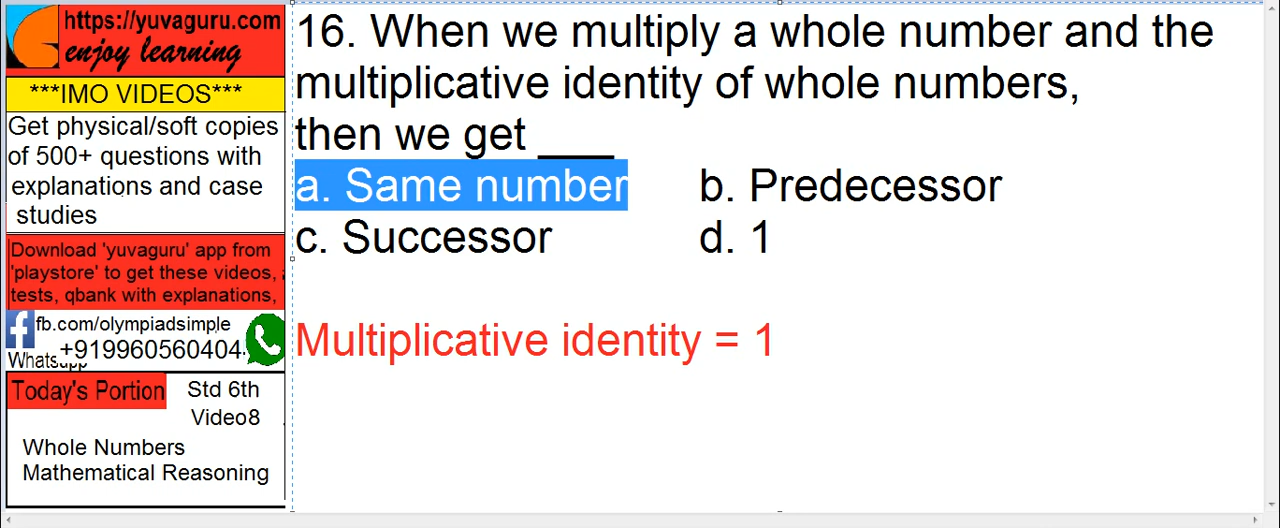 https://yuvaguru.com
enjoy learning
***IMO VIDEOS***
Get physical/soft copies
of 500+ questions with
explanations and case
studies
Download 'yuvaguru' app from
'playstore' to get these videos,
tests, qbank with explanations,
fb.com/olympiadsimple
+919960560404
Whatsapp
Today's Portion
Std 6th
Video8
Whole Numbers
Mathematical Reasoning
16. When we multiply a whole number and the
multiplicative identity of whole numbers,
then we get ___
a. Same number b. Predecessor
c. Successor d. 1
Multiplicative identity = 1